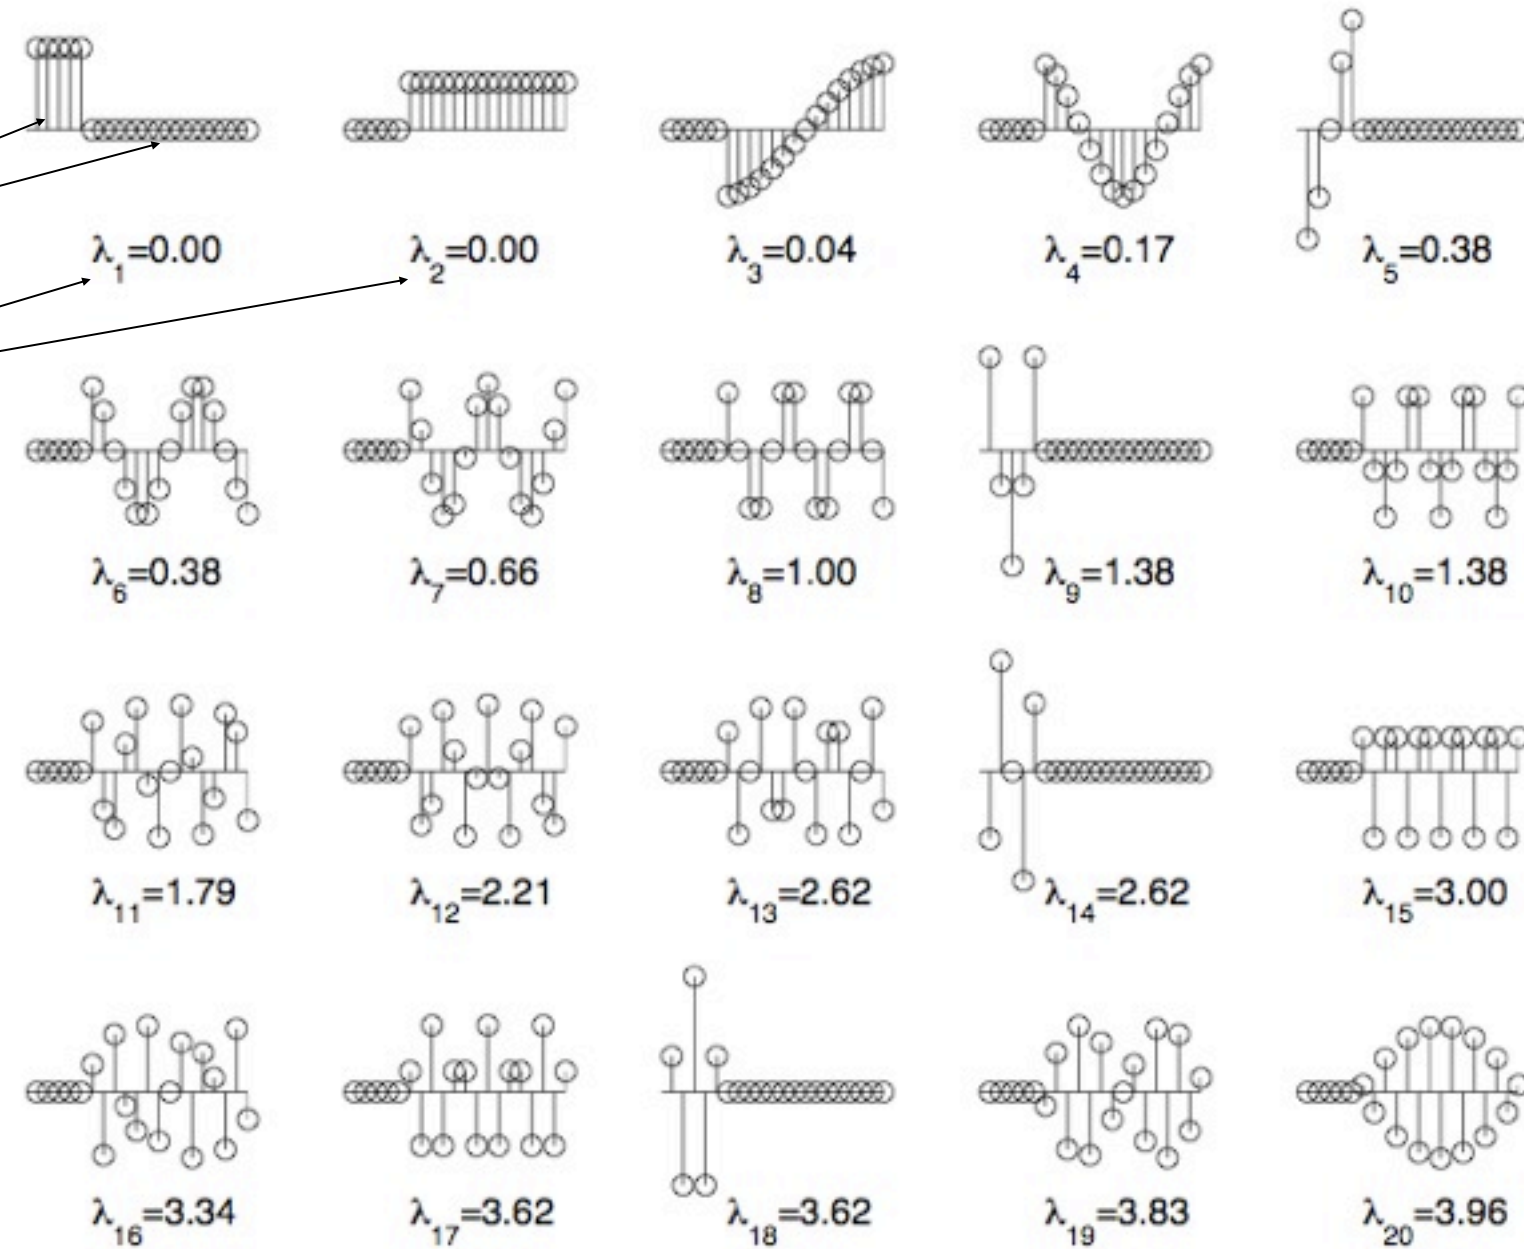 λ1=0.00 λ2=0.00 λ3=0.04 λ4=0.17 λ5=0.38
λ6=0.38 λ7=0.66 λ8=1.00 λ9=1.38 λ10=1.38
λ11=1.79 λ12=2.21 λ13=2.62 λ14=2.62 λ15=3.00
λ16=3.34 λ17=3.62 λ18=3.62 λ19=3.83 λ20=3.96